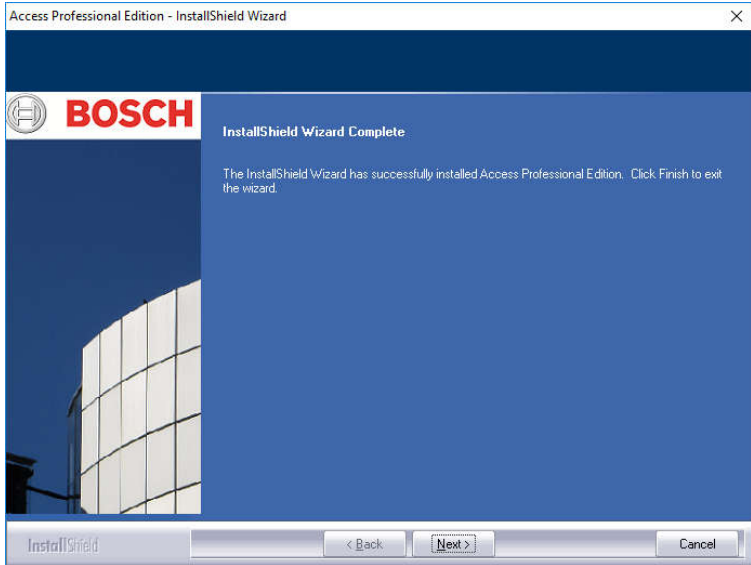 Access Professional Edition - InstallShield Wizard
BOSCH
InstallShield Wizard Complete
The InstallShield Wizard has successfully installed Access Professional Edition. Click Finish to exit
the wizard.
InstallShield
< Back
Next >
Cancel